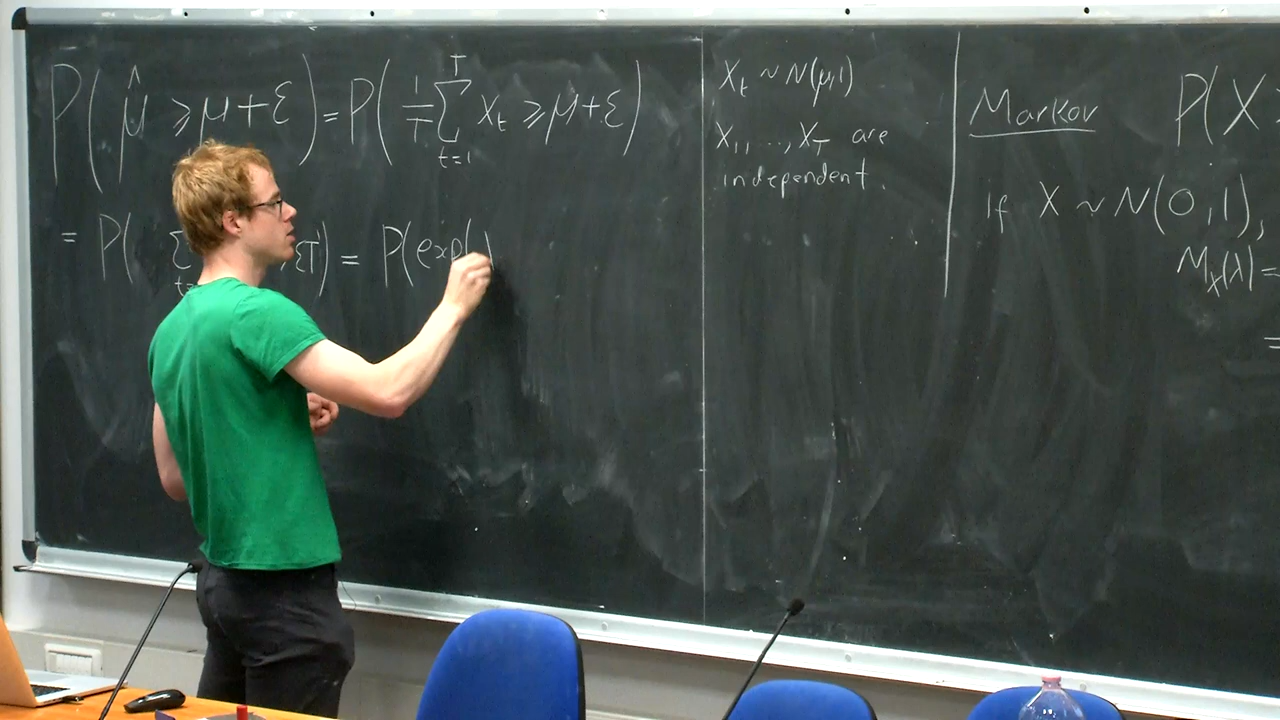 P(μ̂ ⩾ μ+ε) = P(1/T ∑_{t=1}^{T} X_t ⩾ μ+ε)
= P( ∑ εT) = P(exp( )
X_t ~ N(μ,1)
X_1, ..., X_T are
independent.
Markov P(X ⩾
if X ~ N(0,1),
M_X(λ) =
=